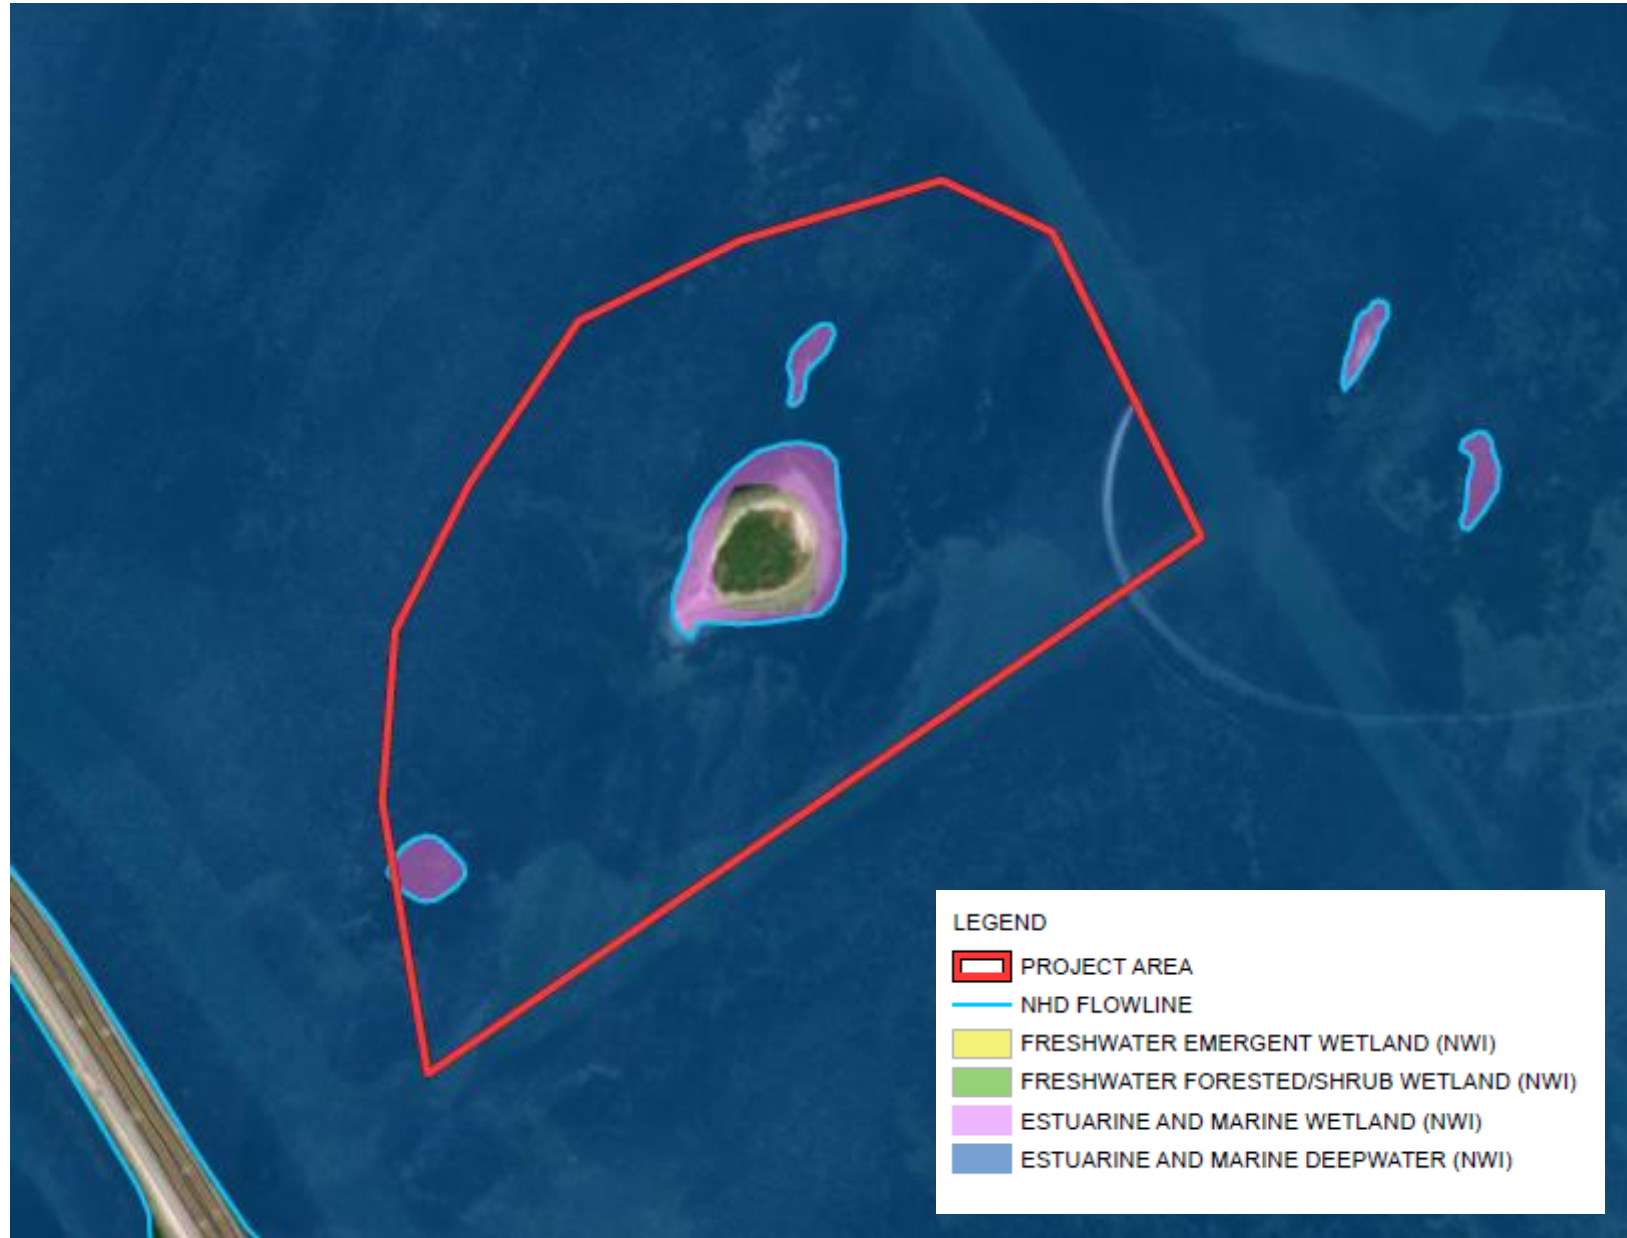 LEGEND
PROJECT AREA
NHD FLOWLINE
FRESHWATER EMERGENT WETLAND (NWI)
FRESHWATER FORESTED/SHRUB WETLAND (NWI)
ESTUARINE AND MARINE WETLAND (NWI)
ESTUARINE AND MARINE DEEPWATER (NWI)